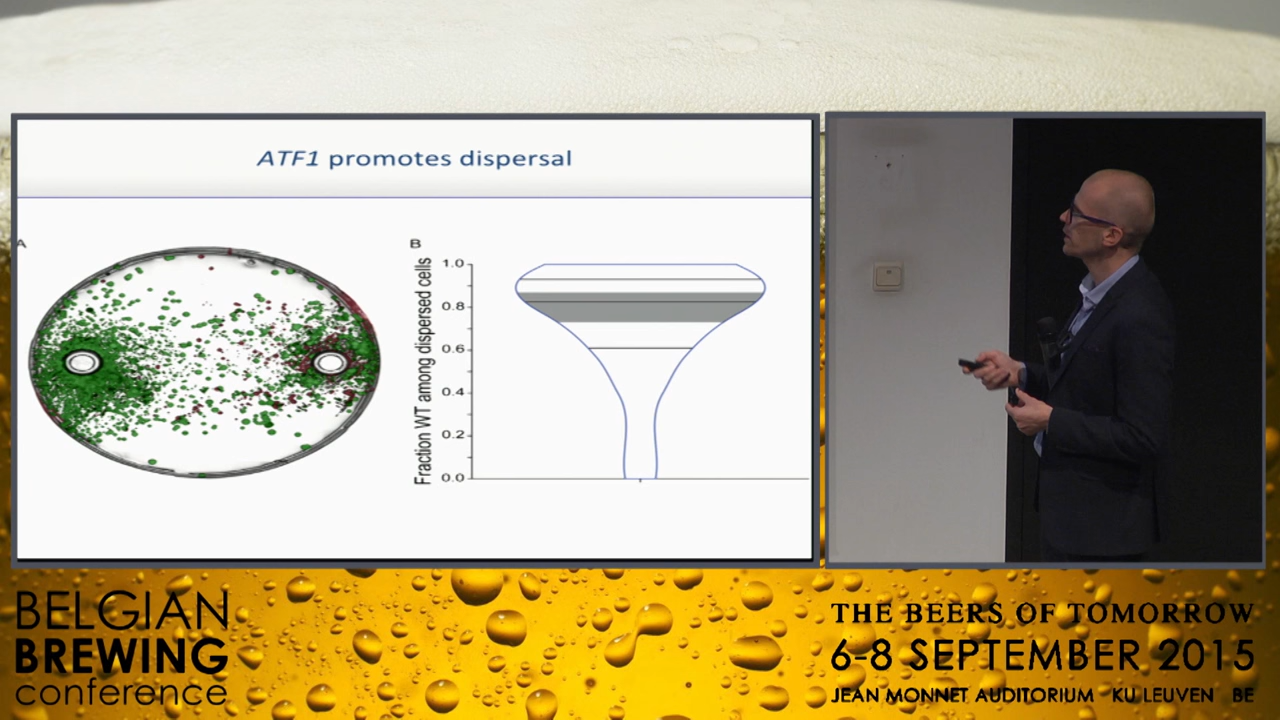 ATF1 promotes dispersal
A
B
Fraction WT among dispersed cells
1.0
0.8
0.6
0.4
0.2
0.0
BELGIAN
BREWING
conference
THE BEERS OF TOMORROW
6-8 SEPTEMBER 2015
JEAN MONNET AUDITORIUM KU LEUVEN BE